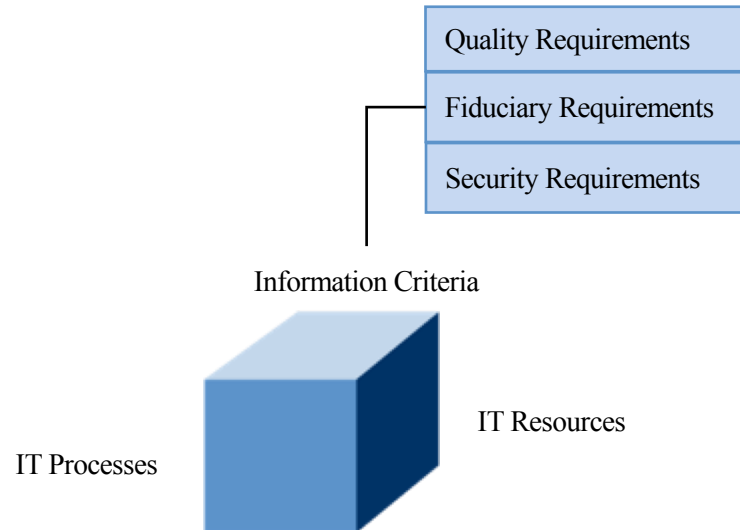 Quality Requirements
Fiduciary Requirements
Security Requirements
Information Criteria
IT Resources
IT Processes